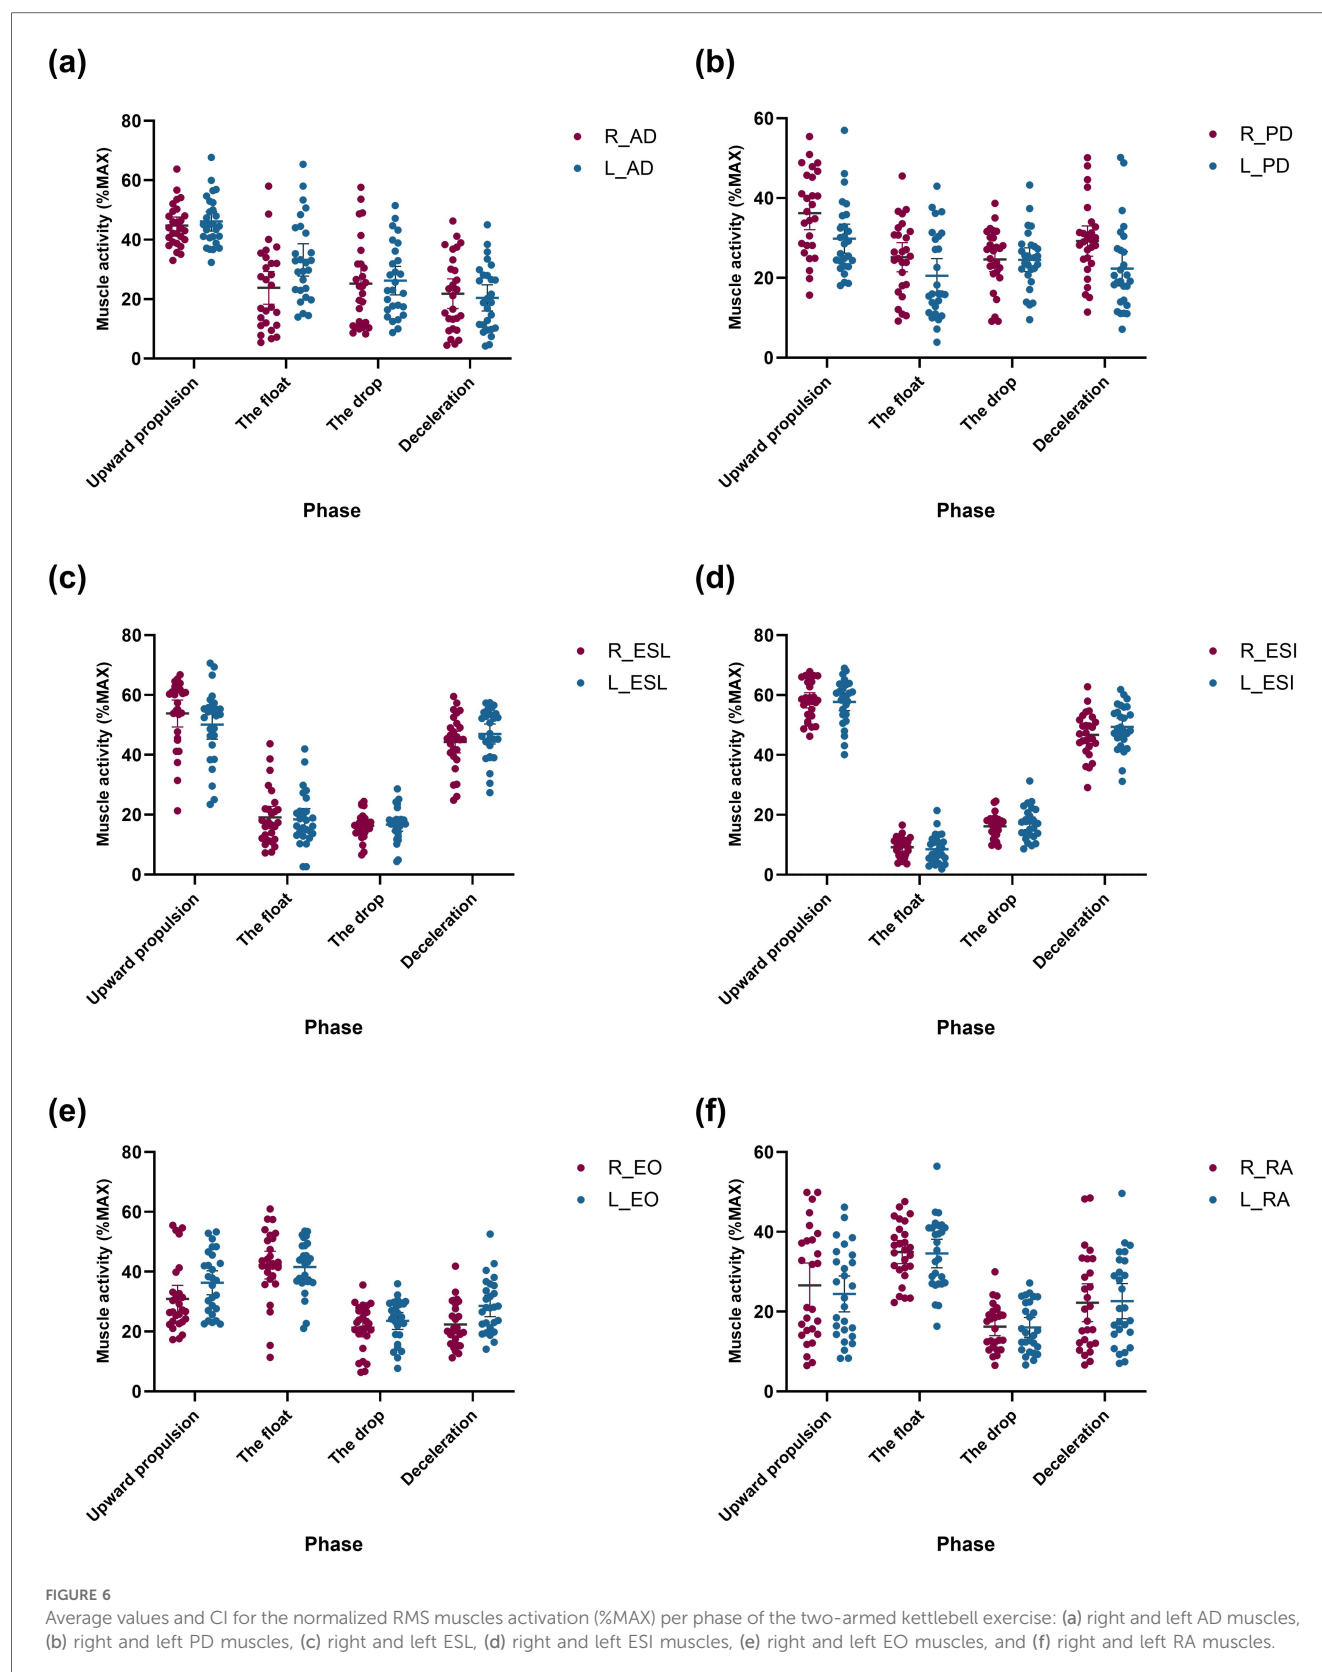 (a)
80
60
40
20
0
Muscle activity (%MAX)
R_AD
L_AD
Upward propulsion
The float
The drop
Deceleration
Phase
(b)
60
40
20
0
Muscle activity (%MAX)
R_PD
L_PD
Upward propulsion
The float
The drop
Deceleration
Phase
(c)
80
60
40
20
0
Muscle activity (%MAX)
R_ESL
L_ESL
Upward propulsion
The float
The drop
Deceleration
Phase
(d)
80
60
40
20
0
Muscle activity (%MAX)
R_ESI
L_ESI
Upward propulsion
The float
The drop
Deceleration
Phase
(e)
80
60
40
20
0
Muscle activity (%MAX)
R_EO
L_EO
Upward propulsion
The float
The drop
Deceleration
Phase
(f)
60
40
20
0
Muscle activity (%MAX)
R_RA
L_RA
Upward propulsion
The float
The drop
Deceleration
Phase
FIGURE 6
Average values and CI for the normalized RMS muscles activation (%MAX) per phase of the two-armed kettlebell exercise: (a) right and left AD muscles,
(b) right and left PD muscles, (c) right and left ESL, (d) right and left ESI muscles, (e) right and left EO muscles, and (f) right and left RA muscles.